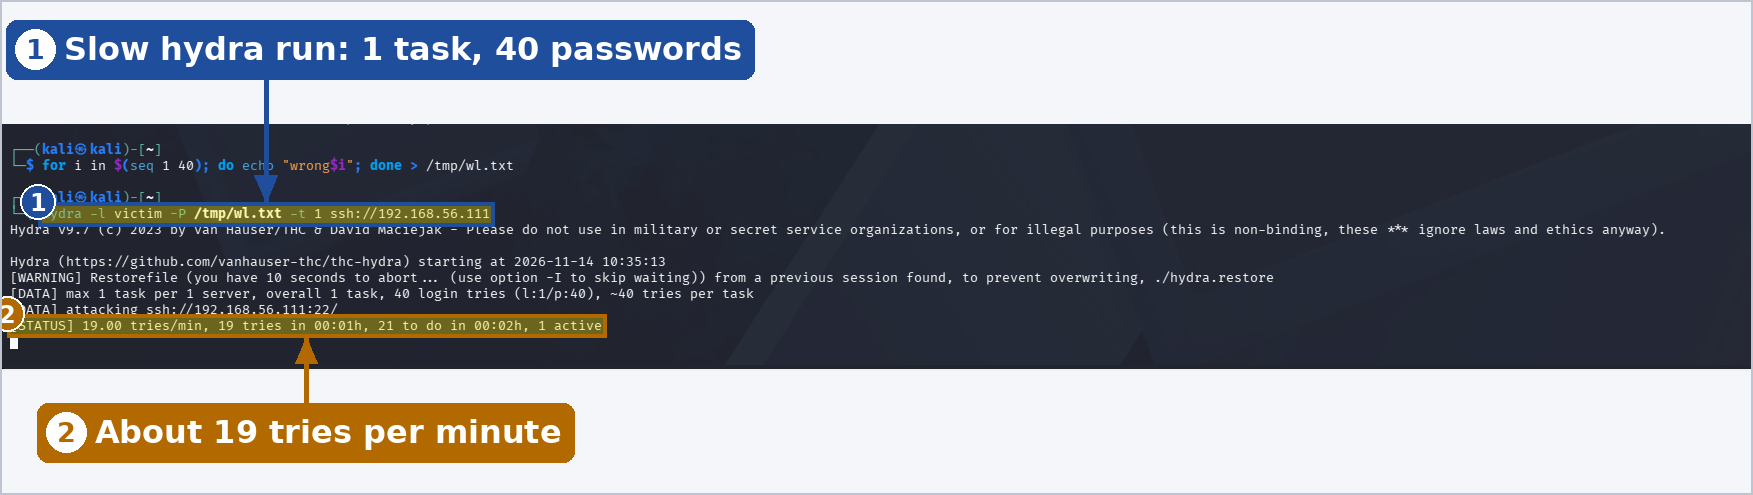 1 Slow hydra run: 1 task, 40 passwords
┌──(kali㉿kali)-[~]
└─$ for i in $(seq 1 40); do echo "wrong$i"; done > /tmp/wl.txt
ali㉿kali)-[~]
1
ydra -l victim -P /tmp/wl.txt -t 1 ssh://192.168.56.111
Hydra v9.7 (c) 2023 by van Hauser/THC & David Maciejak - Please do not use in military or secret service organizations, or for illegal purposes (this is non-binding, these *** ignore laws and ethics anyway).
Hydra (https://github.com/vanhauser-thc/thc-hydra) starting at 2026-11-14 10:35:13
[WARNING] Restorefile (you have 10 seconds to abort... (use option -I to skip waiting)) from a previous session found, to prevent overwriting, ./hydra.restore
[DATA] max 1 task per 1 server, overall 1 task, 40 login tries (l:1/p:40), ~40 tries per task
ATA] attacking ssh://192.168.56.111:22/
2
STATUS] 19.00 tries/min, 19 tries in 00:01h, 21 to do in 00:02h, 1 active
2 About 19 tries per minute